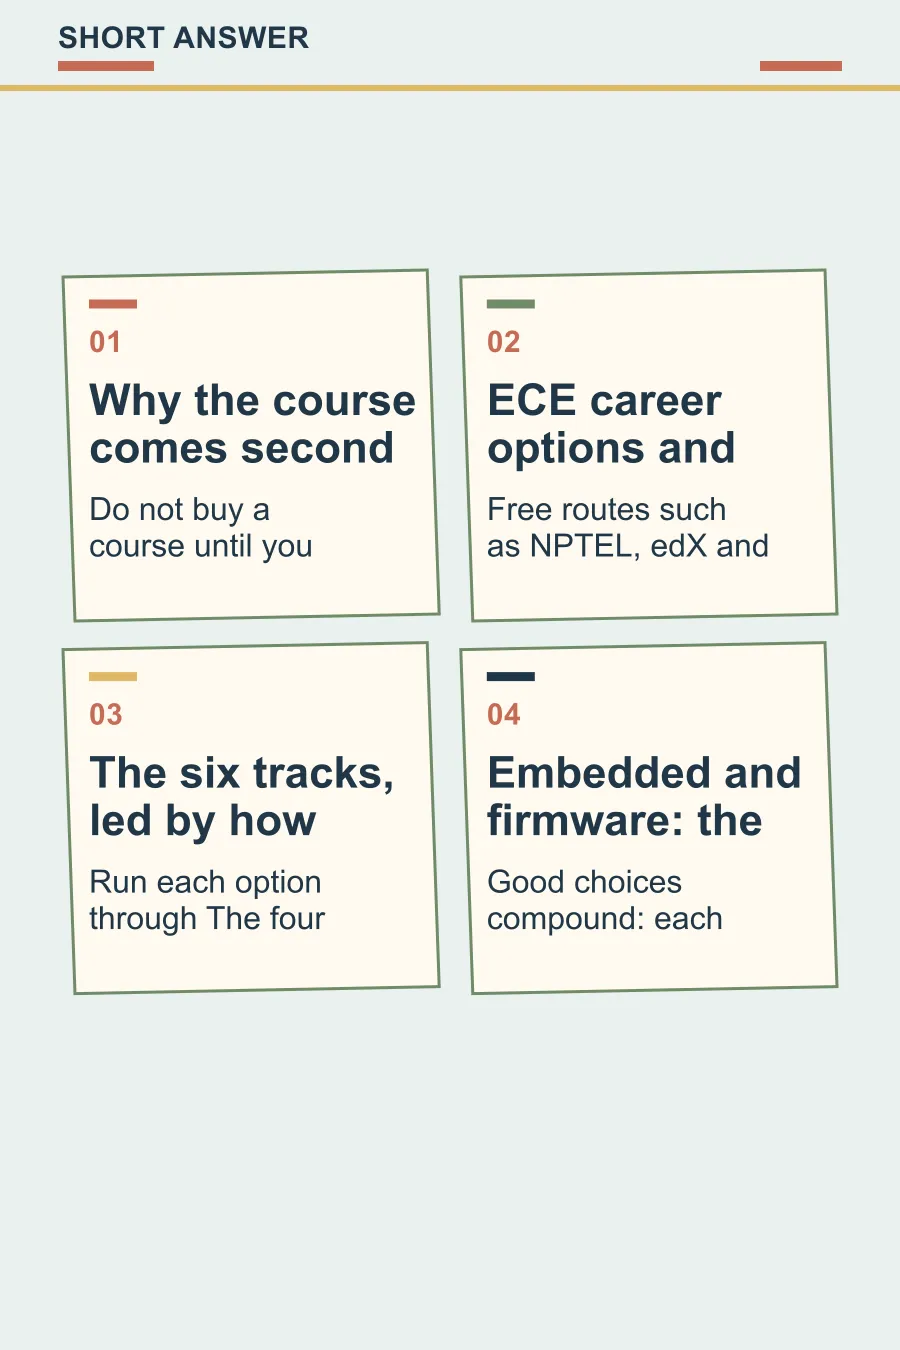 SHORT ANSWER
01
Why the course
comes second
Do not buy a
course until you
02
ECE career
options and
Free routes such
as NPTEL, edX and
03
The six tracks,
led by how
Run each option
through The four
04
Embedded and
firmware: the
Good choices
compound: each